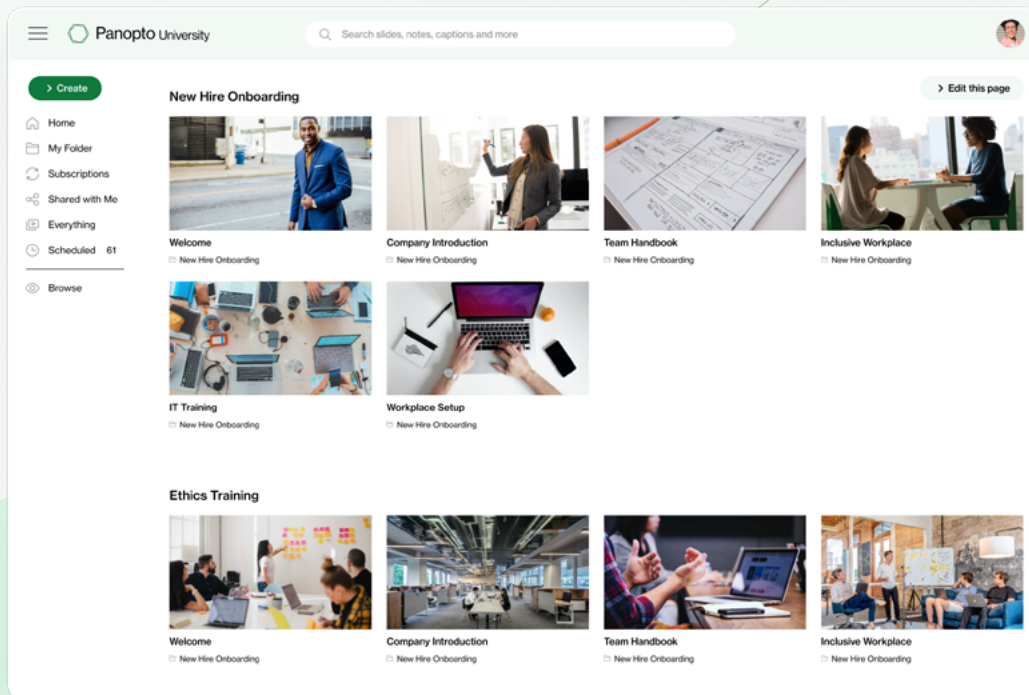 Panopto University
Search slides, notes, captions and more
Create
Edit this page
Home
My Folder
Subscriptions
Shared with Me
Everything
Scheduled 61
Browse
New Hire Onboarding
Welcome
New Hire Onboarding
Company Introduction
New Hire Onboarding
Team Handbook
New Hire Onboarding
Inclusive Workplace
New Hire Onboarding
IT Training
New Hire Onboarding
Workplace Setup
New Hire Onboarding
Ethics Training
Welcome
New Hire Onboarding
Company Introduction
New Hire Onboarding
Team Handbook
New Hire Onboarding
Inclusive Workplace
New Hire Onboarding